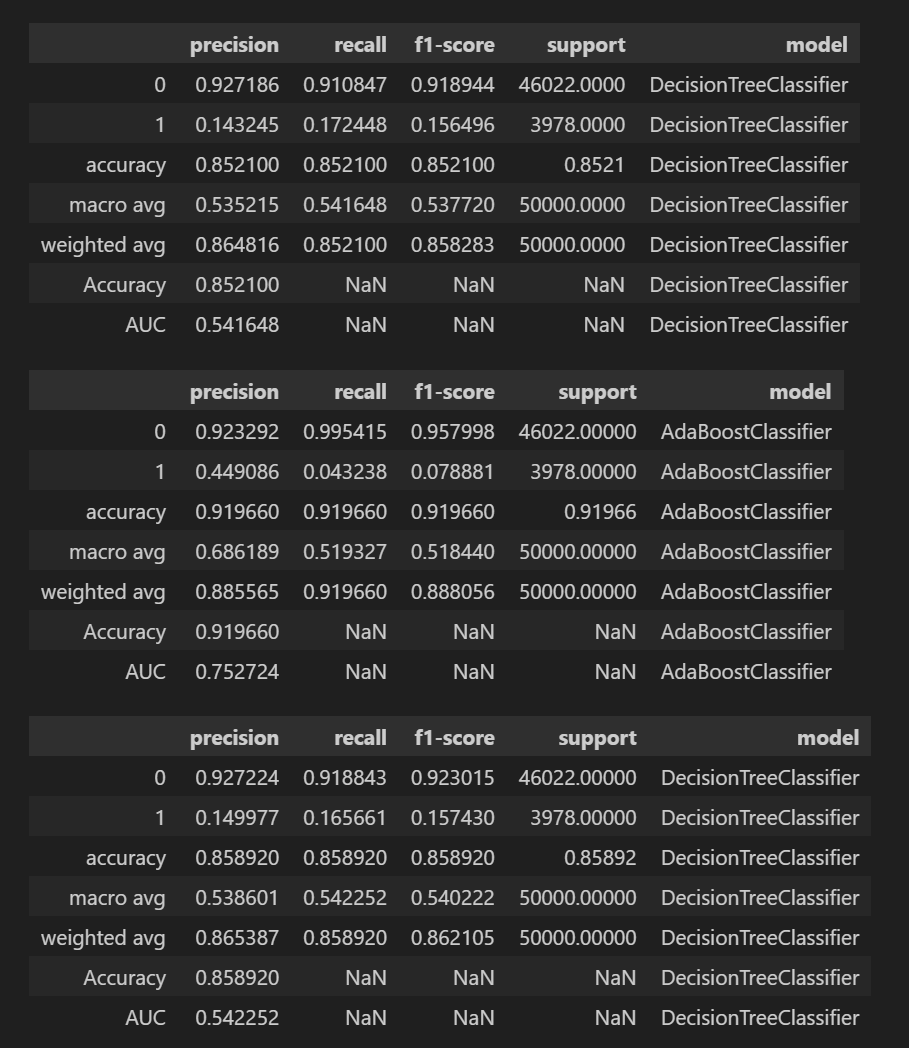 precision recall f1-score support model
0 0.927186 0.910847 0.918944 46022.0000 DecisionTreeClassifier
1 0.143245 0.172448 0.156496 3978.0000 DecisionTreeClassifier
accuracy 0.852100 0.852100 0.852100 0.8521 DecisionTreeClassifier
macro avg 0.535215 0.541648 0.537720 50000.0000 DecisionTreeClassifier
weighted avg 0.864816 0.852100 0.858283 50000.0000 DecisionTreeClassifier
Accuracy 0.852100 NaN NaN NaN DecisionTreeClassifier
AUC 0.541648 NaN NaN NaN DecisionTreeClassifier
precision recall f1-score support model
0 0.923292 0.995415 0.957998 46022.00000 AdaBoostClassifier
1 0.449086 0.043238 0.078881 3978.00000 AdaBoostClassifier
accuracy 0.919660 0.919660 0.919660 0.91966 AdaBoostClassifier
macro avg 0.686189 0.519327 0.518440 50000.00000 AdaBoostClassifier
weighted avg 0.885565 0.919660 0.888056 50000.00000 AdaBoostClassifier
Accuracy 0.919660 NaN NaN NaN AdaBoostClassifier
AUC 0.752724 NaN NaN NaN AdaBoostClassifier
precision recall f1-score support model
0 0.927224 0.918843 0.923015 46022.00000 DecisionTreeClassifier
1 0.149977 0.165661 0.157430 3978.00000 DecisionTreeClassifier
accuracy 0.858920 0.858920 0.858920 0.85892 DecisionTreeClassifier
macro avg 0.538601 0.542252 0.540222 50000.00000 DecisionTreeClassifier
weighted avg 0.865387 0.858920 0.862105 50000.00000 DecisionTreeClassifier
Accuracy 0.858920 NaN NaN NaN DecisionTreeClassifier
AUC 0.542252 NaN NaN NaN DecisionTreeClassifier